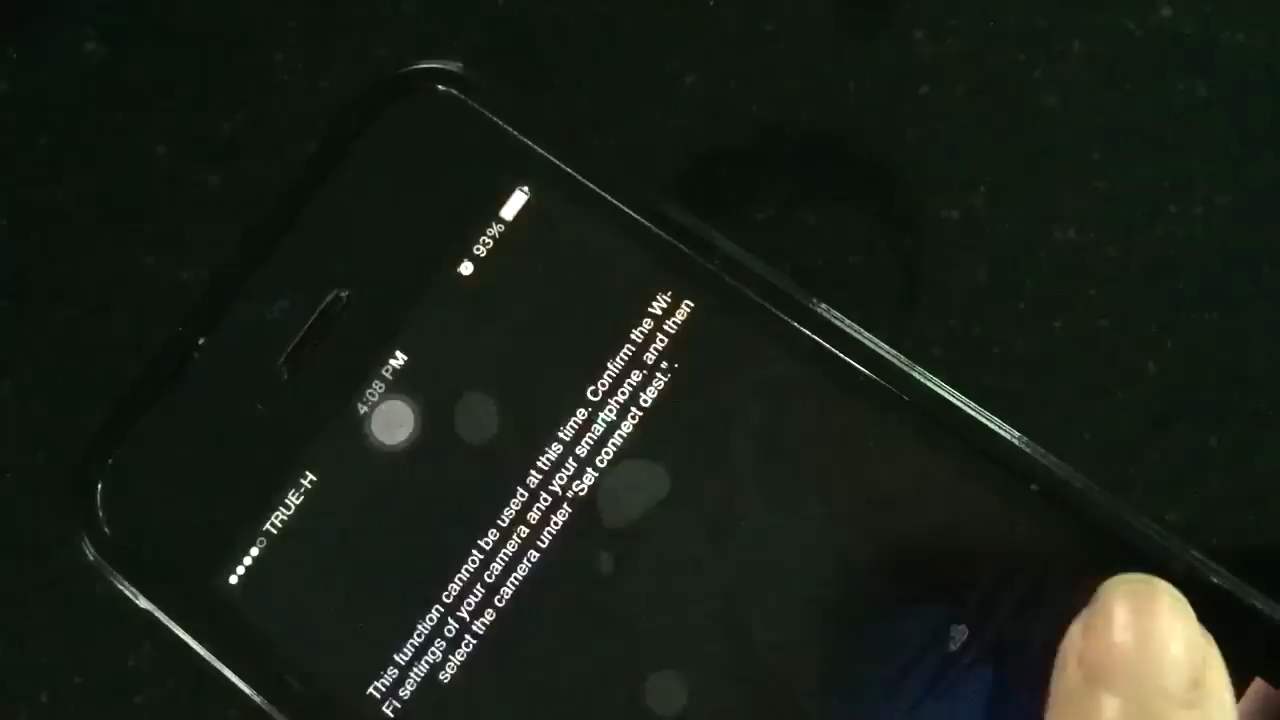 TRUE-H 4:08 PM 93%
This function cannot be used at this time. Confirm the Wi-
Fi settings of your camera and your smartphone, and then
select the camera under "Set connect dest.".